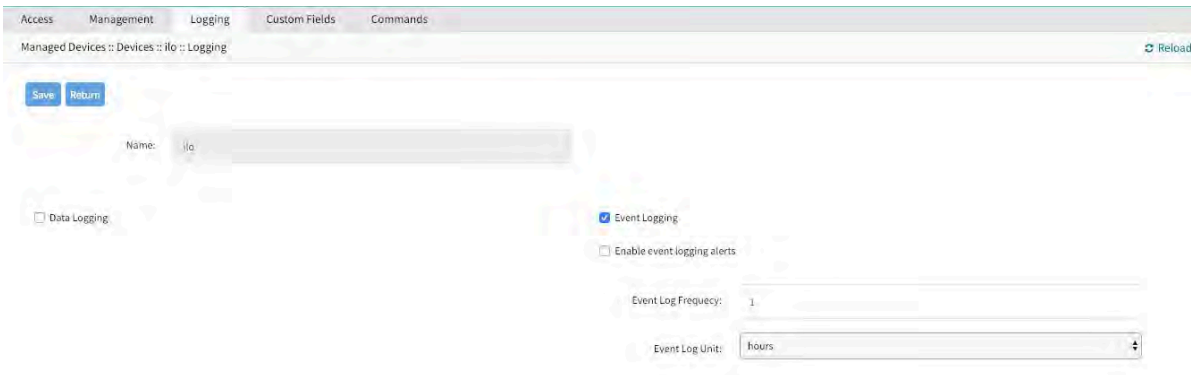 Access Management Logging Custom Fields Commands
Managed Devices :: Devices :: ilo :: Logging Reload
Save Return
Name: ilo
Data Logging Event Logging
Enable event logging alerts
Event Log Frequecy: 1
Event Log Unit: hours